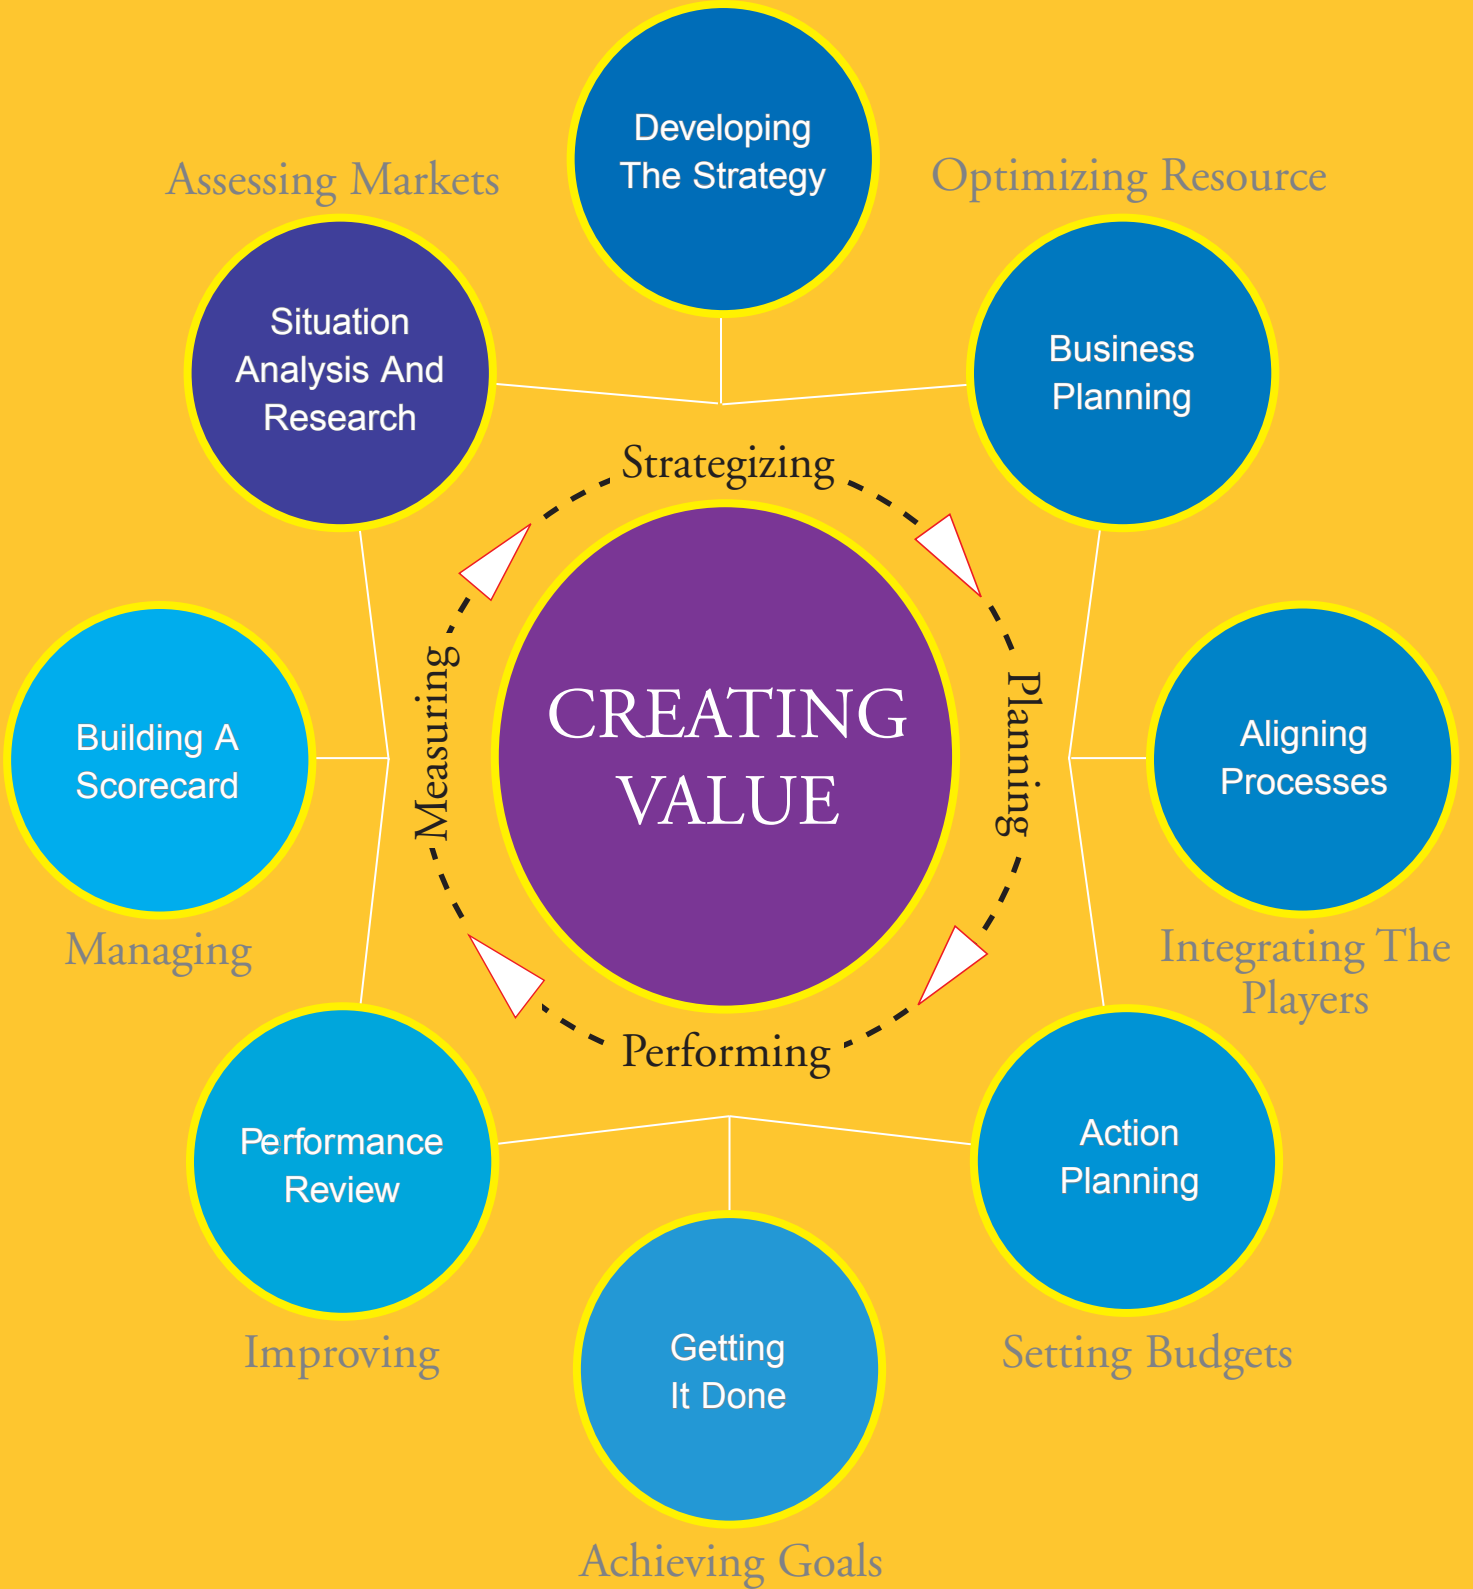 Developing
The Strategy
Assessing Markets
Optimizing Resource
Situation
Analysis And
Research
Business
Planning
Strategizing
Measuring
Planning
CREATING
VALUE
Building A
Scorecard
Aligning
Processes
Managing
Integrating The
Players
Performing
Performance
Review
Action
Planning
Improving
Setting Budgets
Getting
It Done
Achieving Goals